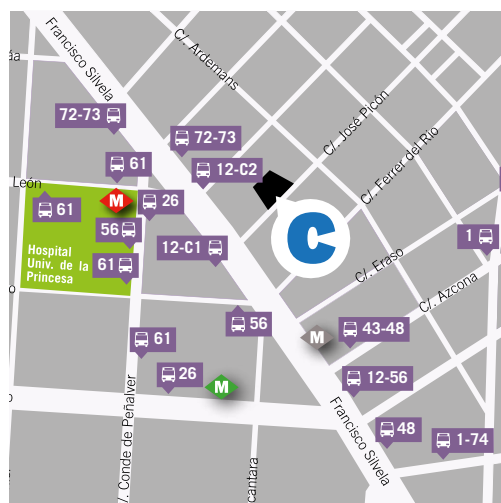 Francisco Silvela
C/. Ardemans
72-73
72-73
C/. José Picón
61
12-C2
C/. Ferrer del Río
León
M
26
61
56
C
12-C1
1
Hospital
Univ. de la
Princesa
61
C/. Eraso
C/. Azcona
56
43-48
M
61
26
M
12-56
/. Conde de Peñalver
Francisco Silvela
48
1-74
cantara